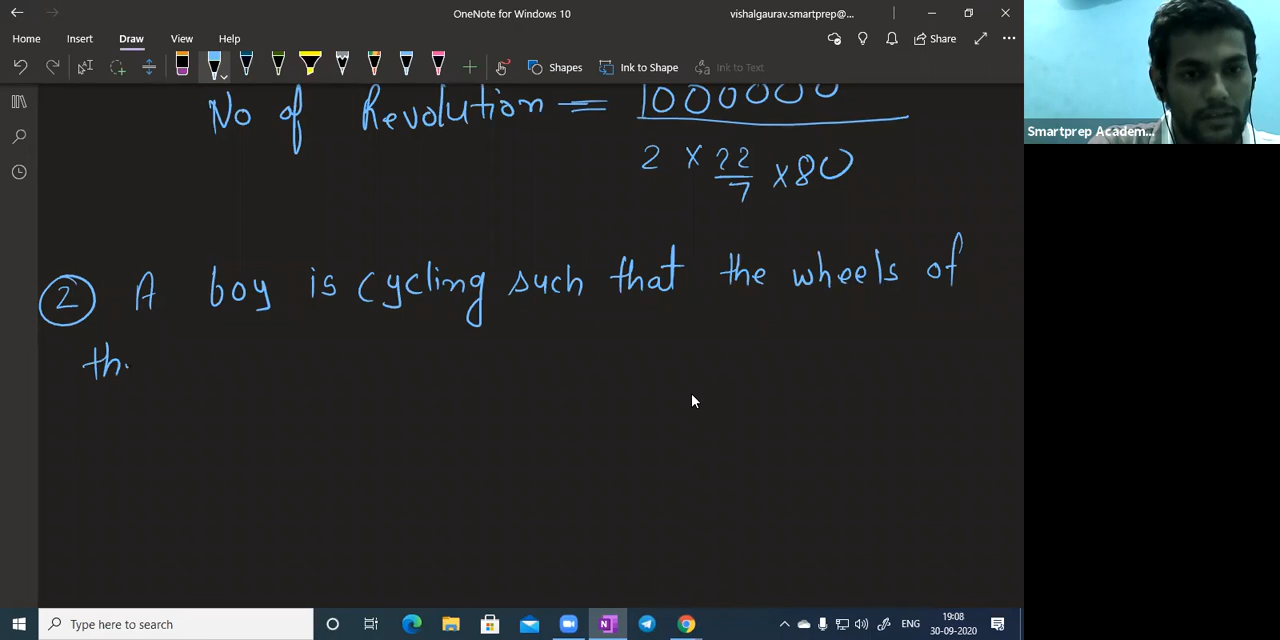 OneNote for Windows 10
vishalgaurav.smartprep@...
Home Insert Draw View Help
Share
Shapes Ink to Shape Ink to Text
No of Revolution = 1000000
2 × 22/7 × 80
Smartprep Academ...
2 A boy is cycling such that the wheels of
th
Type here to search
ENG
19:08
30-09-2020